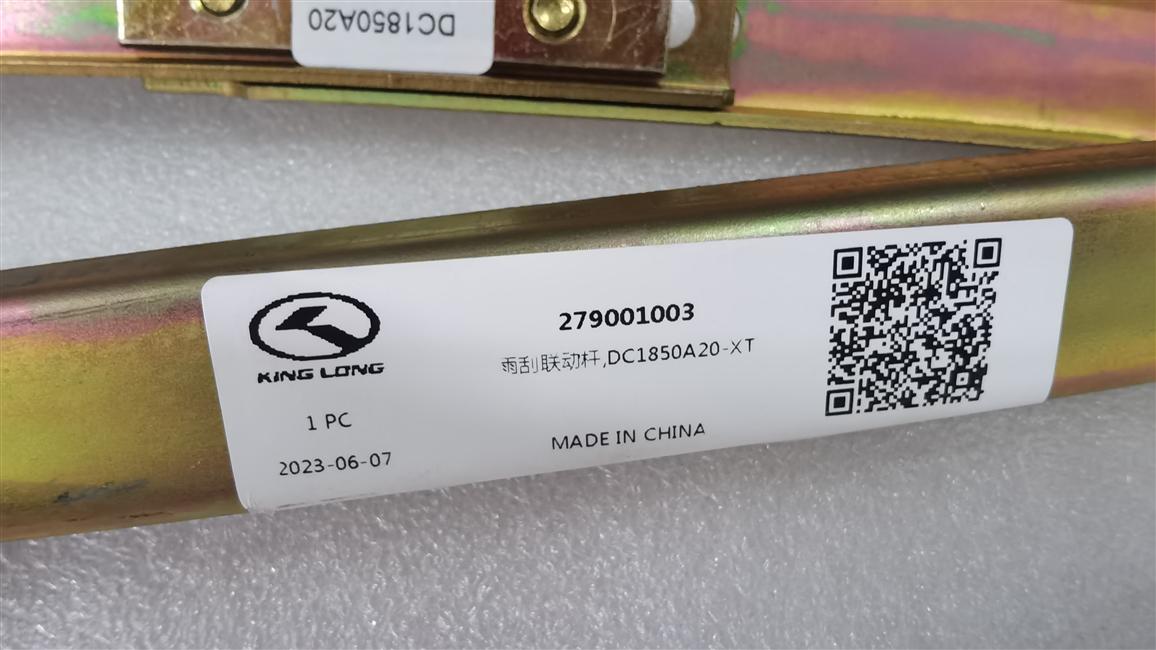 DC1850A20
KING LONG
279001003
雨刮联动杆,DC1850A20-XT
1 PC
MADE IN CHINA
2023-06-07